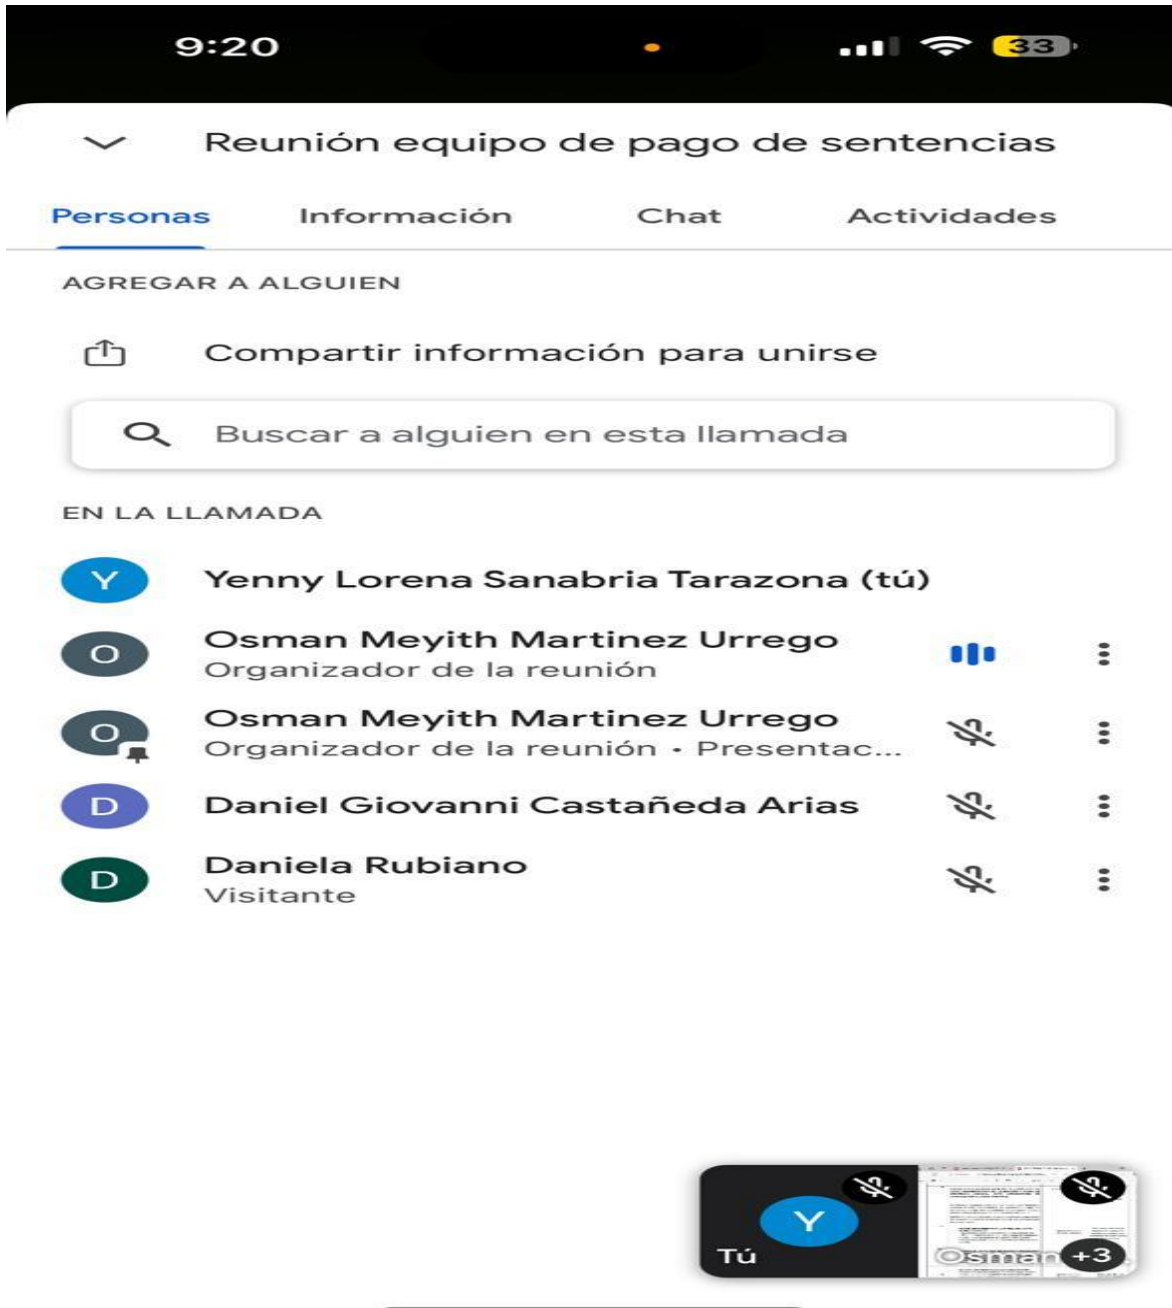 9:20
33
Reunión equipo de pago de sentencias
Personas Información Chat Actividades
AGREGAR A ALGUIEN
Compartir información para unirse
Buscar a alguien en esta llamada
EN LA LLAMADA
Y Yenny Lorena Sanabria Tarazona (tú)
O Osman Meyith Martinez Urrego
Organizador de la reunión
O Osman Meyith Martinez Urrego
Organizador de la reunión • Presentac...
D Daniel Giovanni Castañeda Arias
D Daniela Rubiano
Visitante
Y
Tú Osman +3